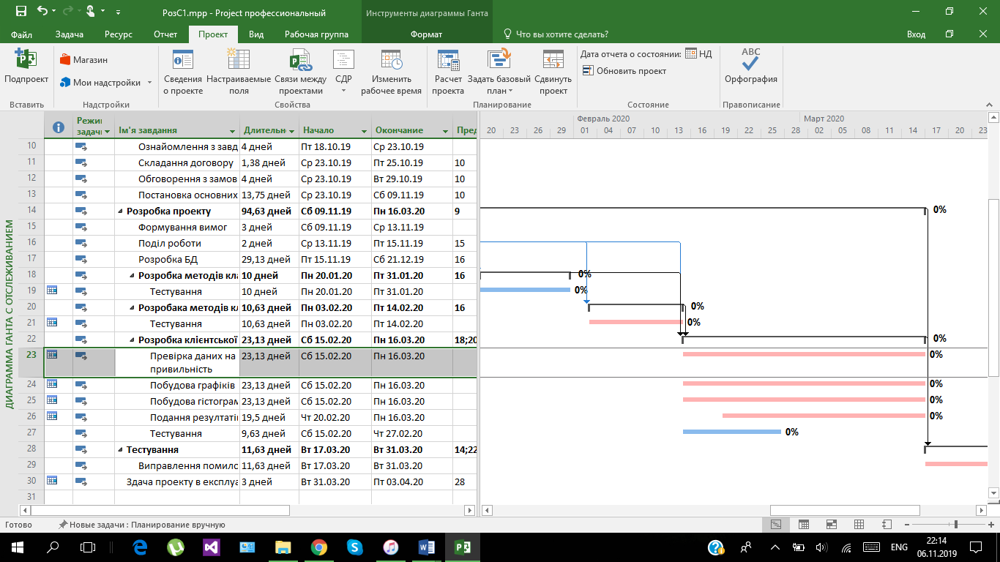 РозС1.mpp - Project профессиональный
Инструменты диаграммы Ганта
Файл Задача Ресурс Отчет Проект Вид Рабочая группа Формат Что вы хотите сделать? Вход
Подпроект
Вставить
Магазин
Мои надстройки
Надстройки
Сведения о проекте
Настраиваемые поля
Связи между проектами
СДР
Изменить рабочее время
Свойства
Расчет проекта
Задать базовый план
Сдвинуть проект
Планирование
Дата отчета о состоянии: НД
Обновить проект
Состояние
ABC
Орфография
Правописание
ДИАГРАММА ГАНТА С ОТСЛЕЖИВАНИЕМ
Режим задачи Ім'я завдання Длительн Начало Окончание Пред
Февраль 2020 Март 2020
20 23 26 29 01 04 07 10 13 16 19 22 25 28 02 05 08 11 14 17 20 23
10 Ознайомлення з завд 4 дней Пт 18.10.19 Ср 23.10.19
11 Складання договору 1,38 дней Ср 23.10.19 Пт 25.10.19 10
12 Обговорення з замов 4 дней Ср 23.10.19 Вт 29.10.19 10
13 Постановка основних 13,75 дней Ср 23.10.19 Сб 09.11.19 10
14 Розробка проекту 94,63 дней Сб 09.11.19 Пн 16.03.20 9 0%
15 Формування вимог 3 дней Сб 09.11.19 Ср 13.11.19
16 Поділ роботи 2 дней Ср 13.11.19 Пт 15.11.19 15
17 Розробка БД 29,13 дней Пт 15.11.19 Сб 21.12.19 16
18 Розробка методів кла 10 дней Пн 20.01.20 Пт 31.01.20 16 0%
19 Тестування 10 дней Пн 20.01.20 Пт 31.01.20 0%
20 Розробака методів кл 10,63 дней Пн 03.02.20 Пт 14.02.20 16 0%
21 Тестування 10,63 дней Пн 03.02.20 Пт 14.02.20 0%
22 Розробка клієнтської 23,13 дней Сб 15.02.20 Пн 16.03.20 18;20 0%
23 Превірка даних на 23,13 дней Сб 15.02.20 Пн 16.03.20 0%
привильність
24 Побудова графіків 23,13 дней Сб 15.02.20 Пн 16.03.20 0%
25 Побудова гістограм 23,13 дней Сб 15.02.20 Пн 16.03.20 0%
26 Подання резултатів 19,5 дней Чт 20.02.20 Пн 16.03.20 0%
27 Тестування 9,63 дней Сб 15.02.20 Чт 27.02.20 0%
28 Тестування 11,63 дней Вт 17.03.20 Вт 31.03.20 14;22
29 Виправлення помило 11,63 дней Вт 17.03.20 Вт 31.03.20
30 Здача проекту в експлуа 3 дней Вт 31.03.20 Пт 03.04.20 28
31
Готово Новые задачи : Планирование вручную
ENG 22:14
06.11.2019